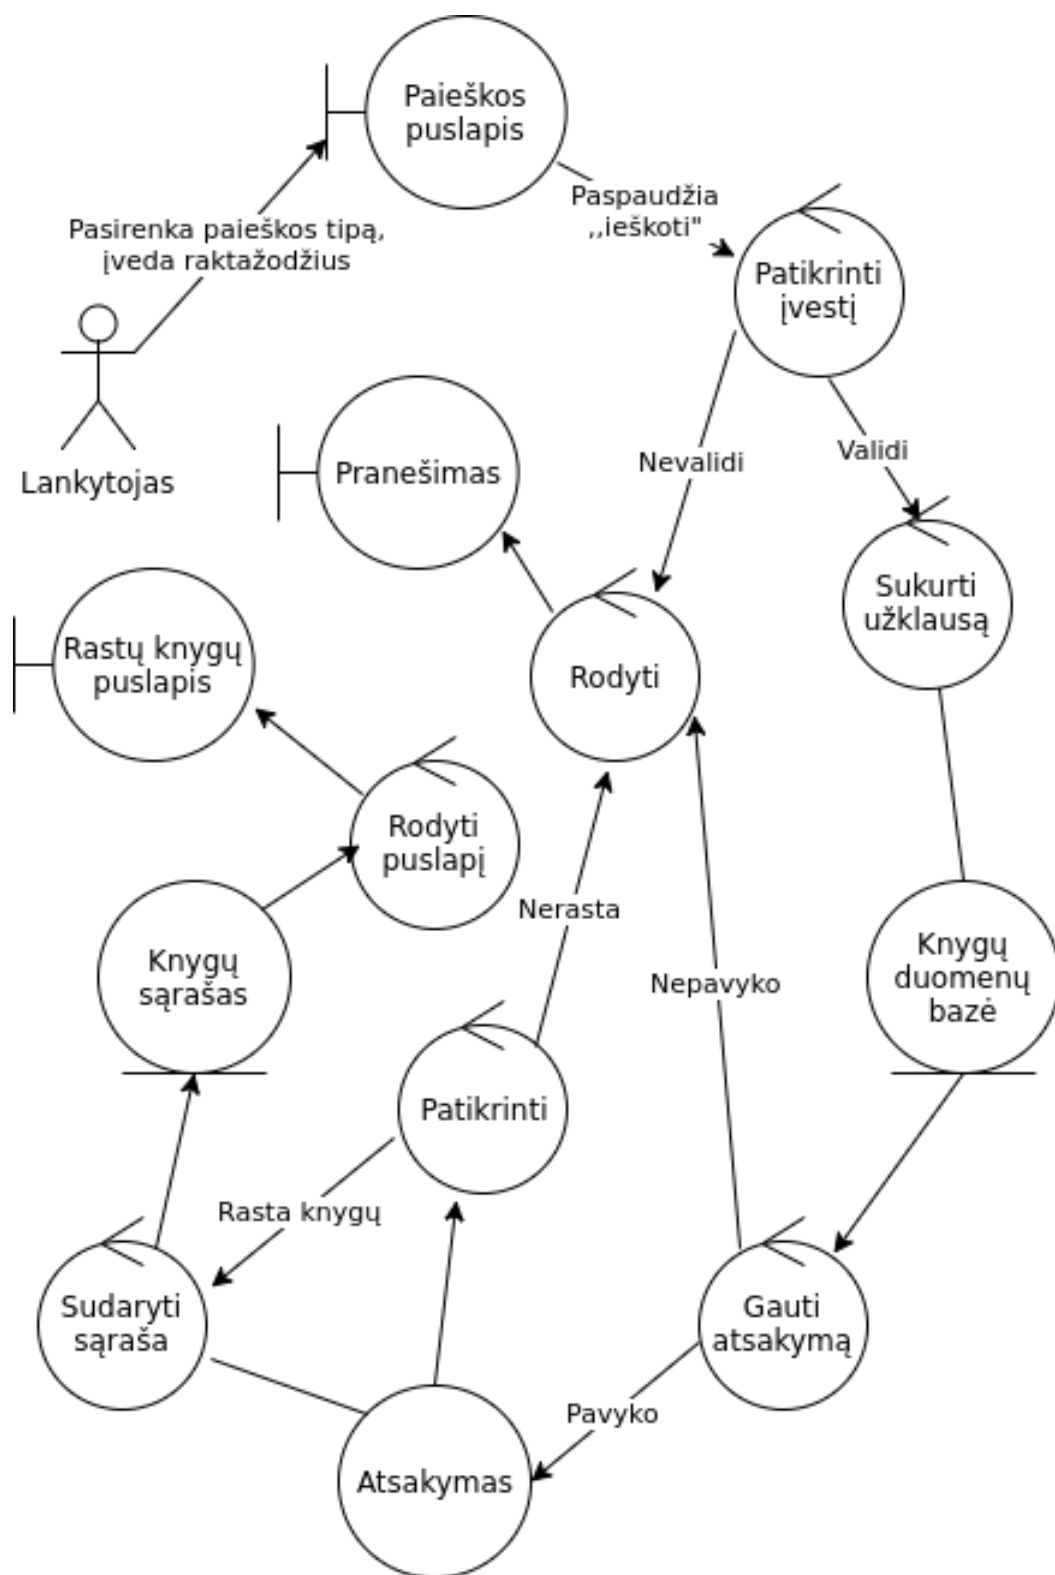 Paieškos
puslapis
Paspaudžia
,,ieškoti"
Pasirenka paieškos tipą,
įveda raktažodžius
Patikrinti
įvestį
Lankytojas
Pranešimas
Nevalidi
Validi
Sukurti
užklausą
Rastų knygų
puslapis
Rodyti
Rodyti
puslapį
Nerasta
Knygų
sąrašas
Nepavyko
Knygų
duomenų
bazė
Patikrinti
Rasta knygų
Sudaryti
sąraša
Gauti
atsakymą
Pavyko
Atsakymas